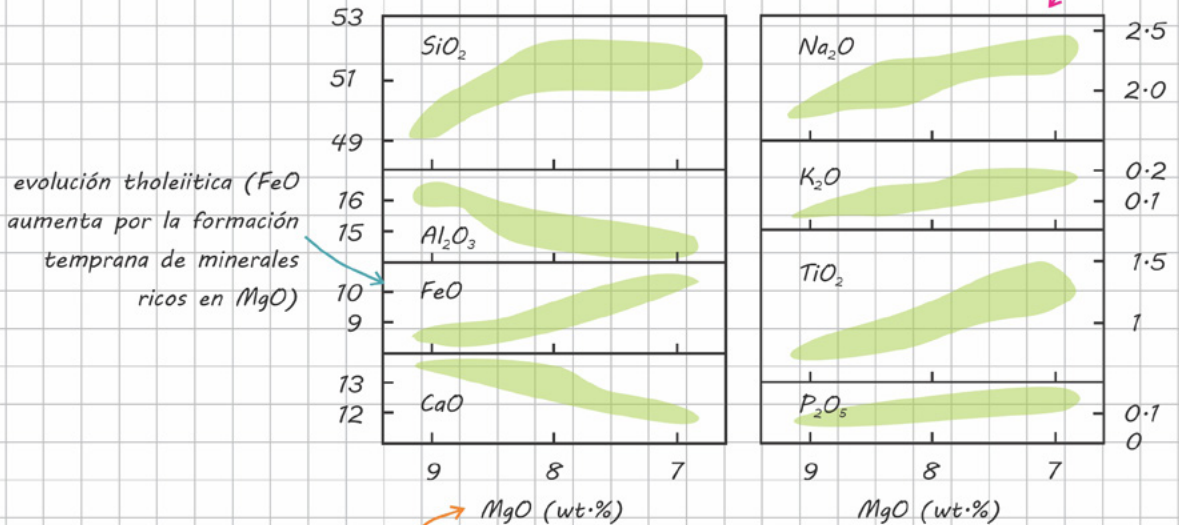 53
SiO₂
51
49
16
15
Al₂O₃
evolución tholeiitica (FeO
aumenta por la formación
temprana de minerales
ricos en MgO)
10
FeO
9
13
12
CaO
9 8 7
MgO (wt·%)
Na₂O
2·5
2·0
K₂O
0·2
0·1
TiO₂
1·5
1
P₂O₅
0·1
0
9 8 7
MgO (wt·%)